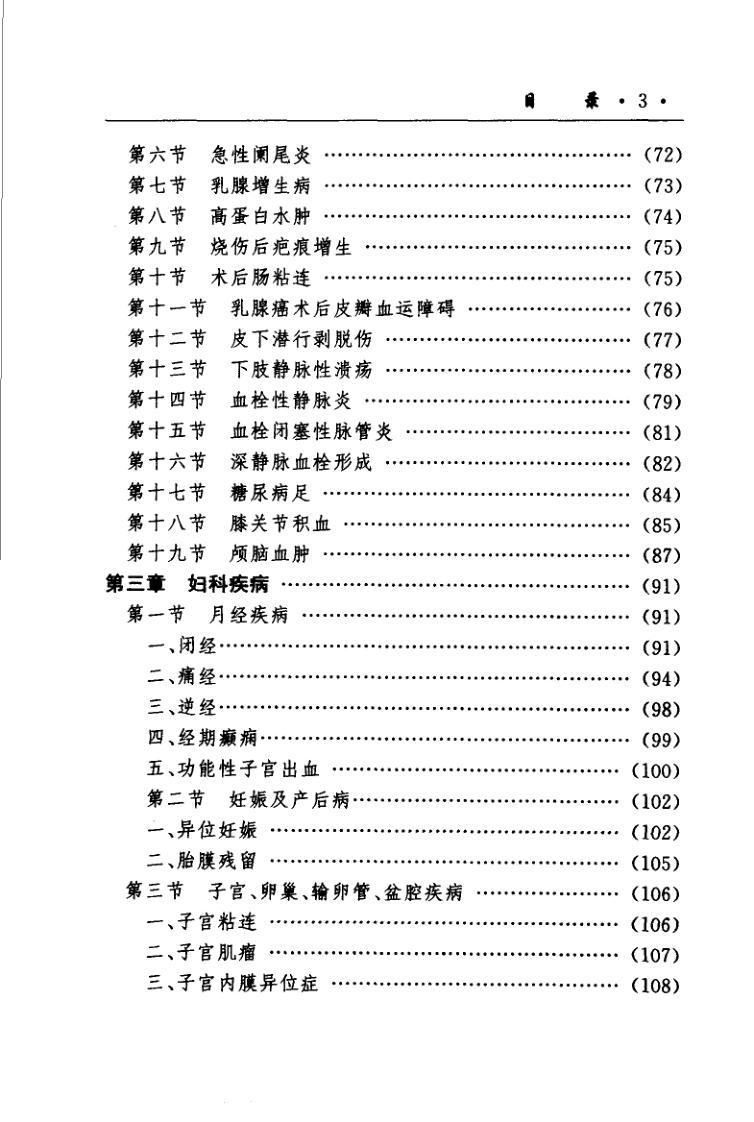 目 录 · 3 ·
第六节 急性阑尾炎 ……………………………………… (72)
第七节 乳腺增生病 ……………………………………… (73)
第八节 高蛋白水肿 ……………………………………… (74)
第九节 烧伤后疤痕增生 ………………………………… (75)
第十节 术后肠粘连 ……………………………………… (75)
第十一节 乳腺癌术后皮瓣血运障碍 …………………… (76)
第十二节 皮下潜行剥脱伤 ……………………………… (77)
第十三节 下肢静脉性溃疡 ……………………………… (78)
第十四节 血栓性静脉炎 ………………………………… (79)
第十五节 血栓闭塞性脉管炎 …………………………… (81)
第十六节 深静脉血栓形成 ……………………………… (82)
第十七节 糖尿病足 ……………………………………… (84)
第十八节 膝关节积血 …………………………………… (85)
第十九节 颅脑血肿 ……………………………………… (87)
第三章 妇科疾病 ………………………………………… (91)
第一节 月经疾病 ………………………………………… (91)
一、闭经…………………………………………………… (91)
二、痛经…………………………………………………… (94)
三、逆经…………………………………………………… (98)
四、经期癫痫……………………………………………… (99)
五、功能性子宫出血 …………………………………… (100)
第二节 妊娠及产后病………………………………… (102)
一、异位妊娠 …………………………………………… (102)
二、胎膜残留 …………………………………………… (105)
第三节 子宫、卵巢、输卵管、盆腔疾病 ………………… (106)
一、子宫粘连 …………………………………………… (106)
二、子宫肌瘤 …………………………………………… (107)
三、子宫内膜异位症 …………………………………… (108)